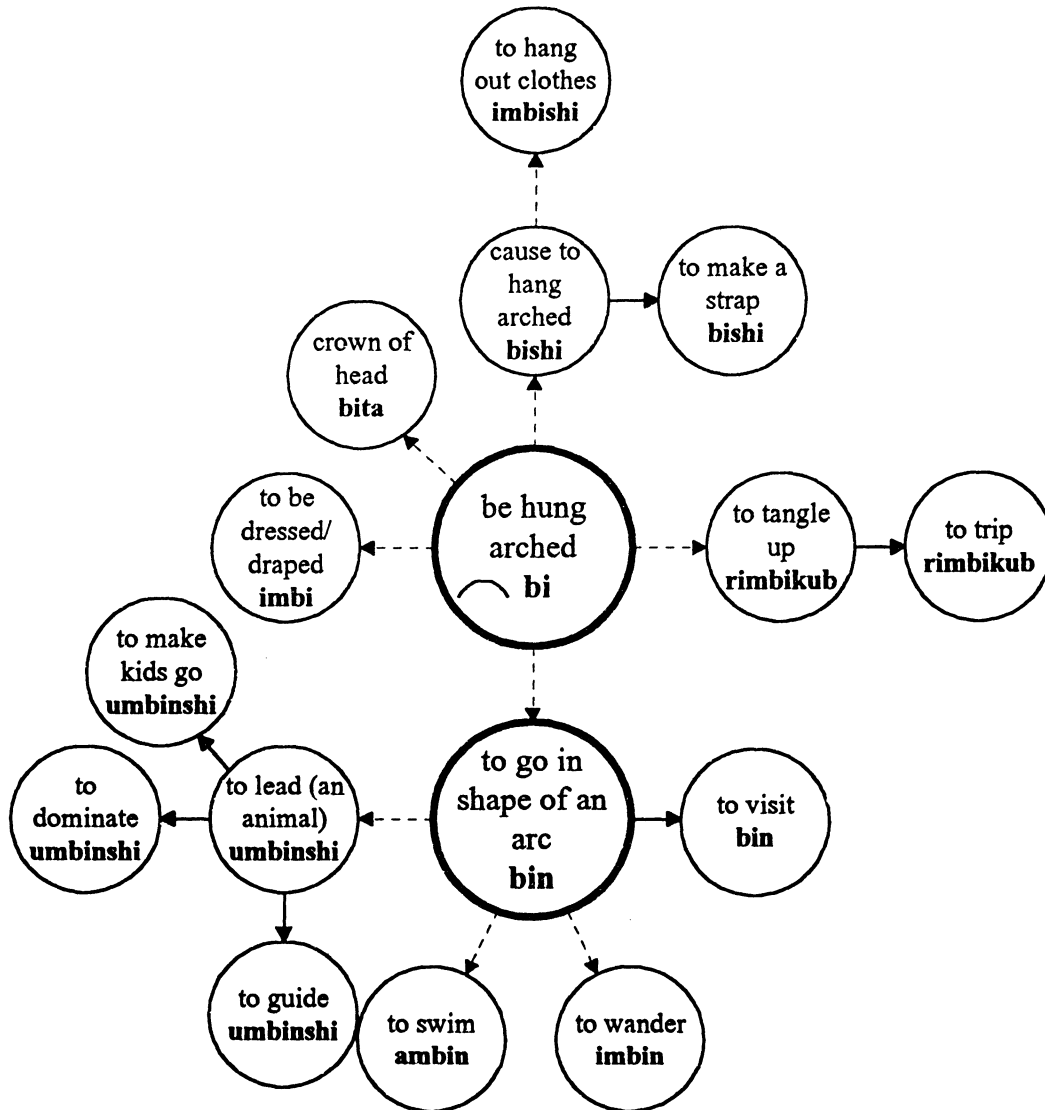 to hang
out clothes
imbishi
cause to
hang
arched
bishi
to make a
strap
bishi
crown of
head
bita
be hung
arched
bi
to be
dressed/
draped
imbi
to tangle
up
rimbikub
to trip
rimbikub
to make
kids go
umbinshi
to go in
shape of an
arc
bin
to
dominate
umbinshi
to lead (an
animal)
umbinshi
to visit
bin
to guide
umbinshi
to swim
ambin
to wander
imbin